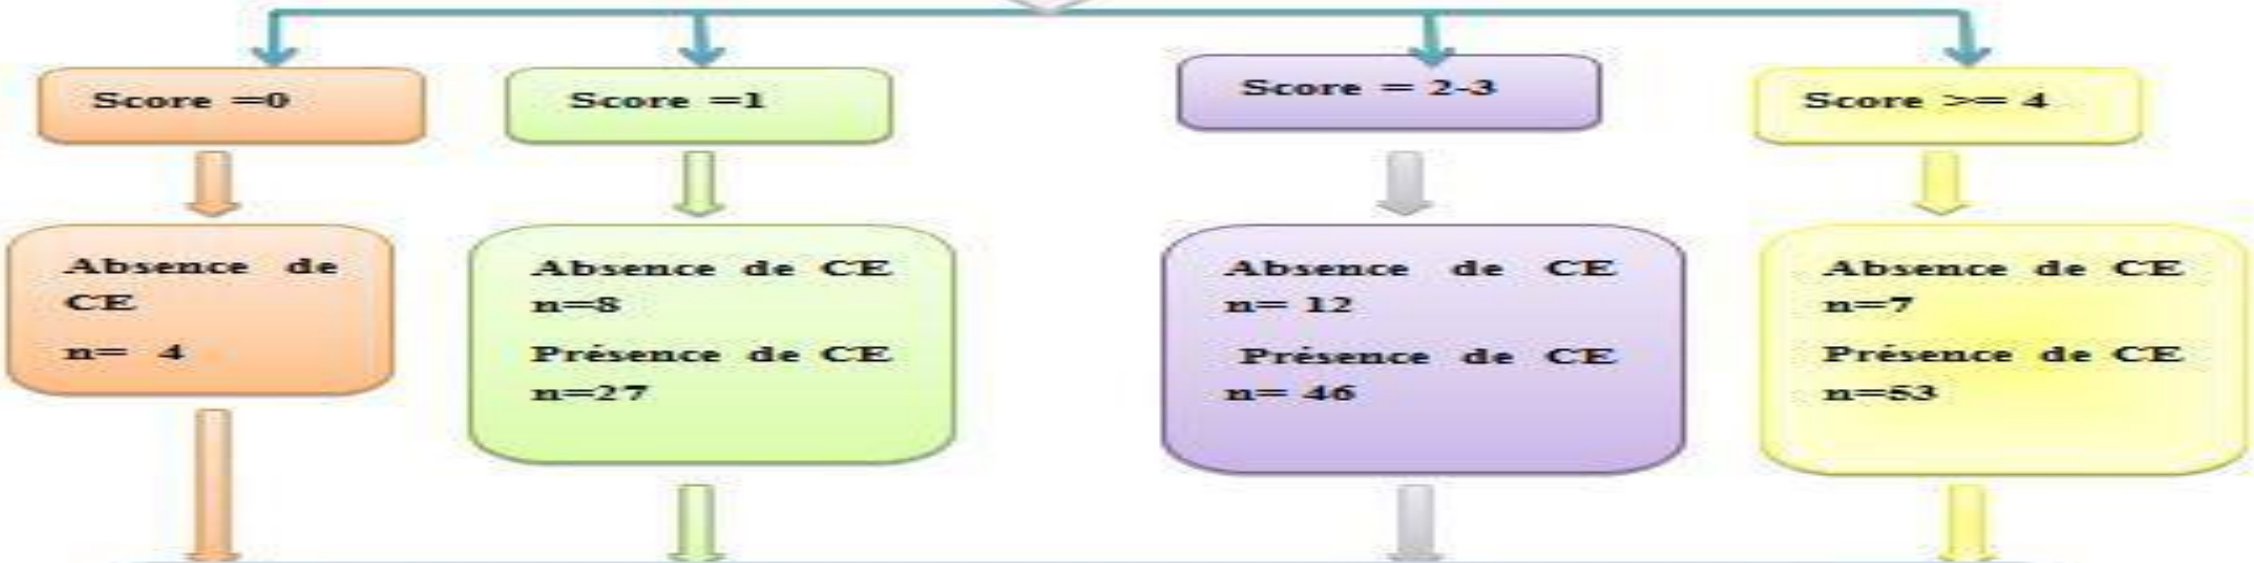 Score =0
Score =1
Score = 2-3
Score >= 4
Absence de
CE
n= 4
Absence de CE
n=8
Présence de CE
n=27
Absence de CE
n= 12
Présence de CE
n= 46
Absence de CE
n=7
Présence de CE
n=53